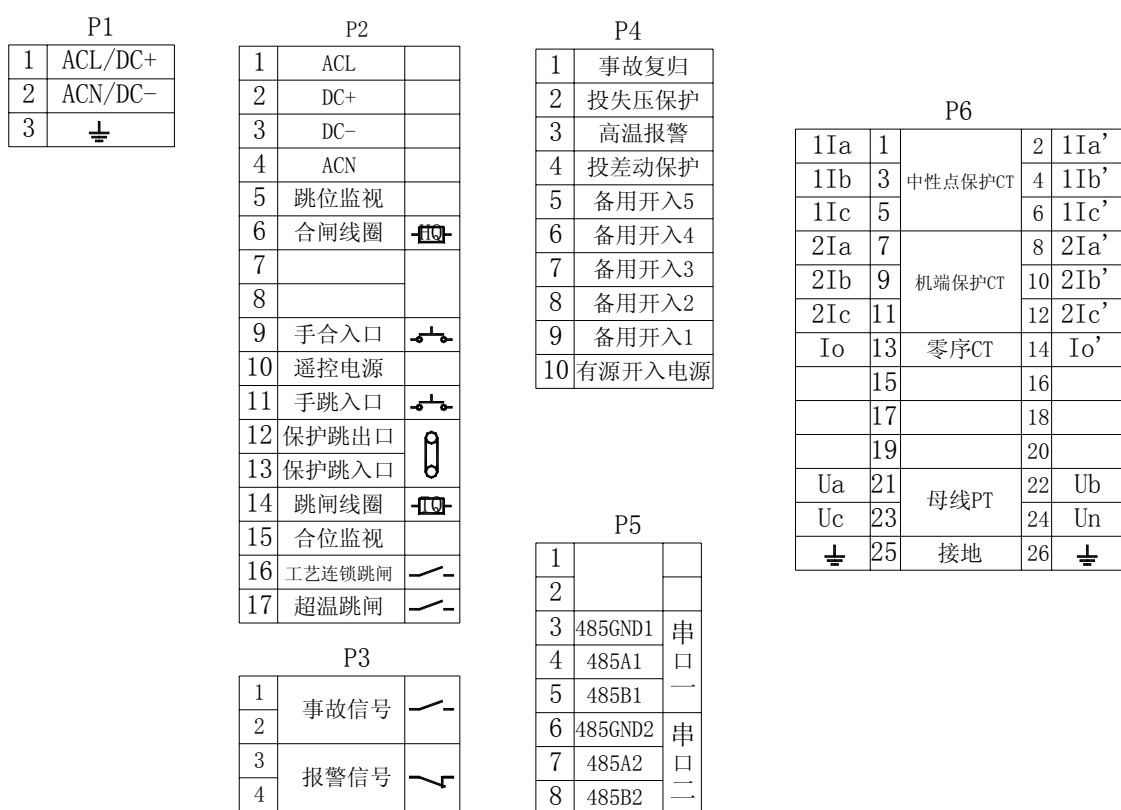 P1
1 ACL/DC+
2 ACN/DC-
3
P2
1 ACL
2 DC+
3 DC-
4 ACN
5 跳位监视
6 合闸线圈 HQ
7
8
9 手合入口
10 遥控电源
11 手跳入口
12 保护跳出口
13 保护跳入口
14 跳闸线圈 TQ
15 合位监视
16 工艺连锁跳闸
17 超温跳闸
P3
1
事故信号
2
3
报警信号
4
P4
1 事故复归
2 投失压保护
3 高温报警
4 投差动保护
5 备用开入5
6 备用开入4
7 备用开入3
8 备用开入2
9 备用开入1
10 有源开入电源
P5
1
2
3 485GND1
4 485A1
5 485B1
串口一
6 485GND2
7 485A2
8 485B2
串口二
P6
1Ia 1 2 1Ia’
1Ib 3 中性点保护CT 4 1Ib’
1Ic 5 6 1Ic’
2Ia 7 8 2Ia’
2Ib 9 机端保护CT 10 2Ib’
2Ic 11 12 2Ic’
Io 13 零序CT 14 Io’
15 16
17 18
19 20
Ua 21 22 Ub
母线PT
Uc 23 24 Un
25 接地 26